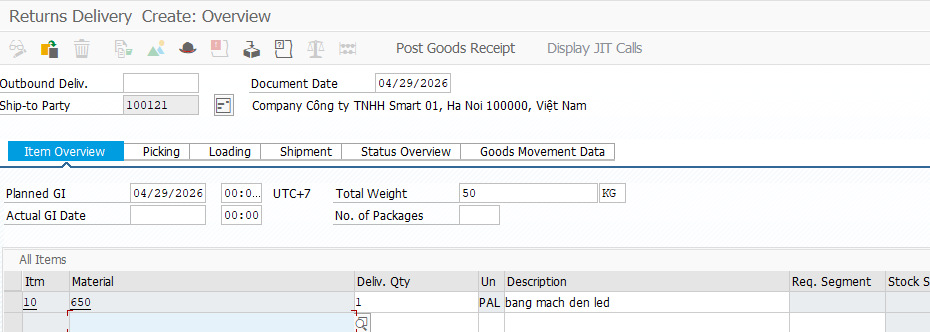 Returns Delivery Create: Overview
Post Goods Receipt Display JIT Calls
Outbound Deliv. Document Date 04/29/2026
Ship-to Party 100121 Company Công ty TNHH Smart 01, Ha Noi 100000, Việt Nam
Item Overview Picking Loading Shipment Status Overview Goods Movement Data
Planned GI 04/29/2026 00:0... UTC+7 Total Weight 50 KG
Actual GI Date 00:00 No. of Packages
All Items
Itm Material Deliv. Qty Un Description Req. Segment Stock S
10 650 1 PAL bang mach den led